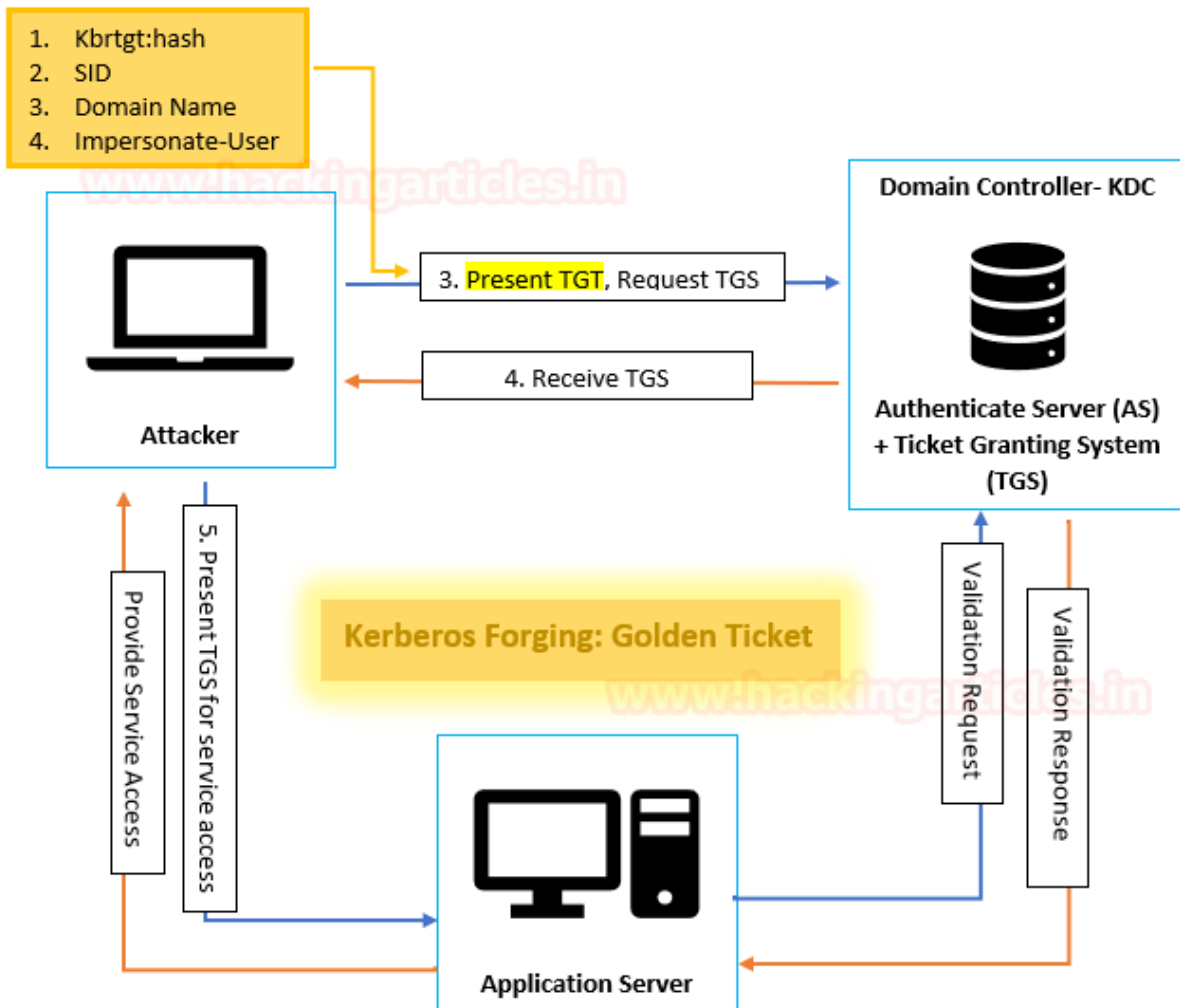 1. Kbrtgt:hash
2. SID
3. Domain Name
4. Impersonate-User
www.hackingarticles.in
Domain Controller- KDC
3. Present TGT, Request TGS
4. Receive TGS
Attacker
Authenticate Server (AS)
+ Ticket Granting System
(TGS)
Provide Service Access
5. Present TGS for service access
Kerberos Forging: Golden Ticket
Validation Request
Validation Response
www.hackingarticles.in
Application Server